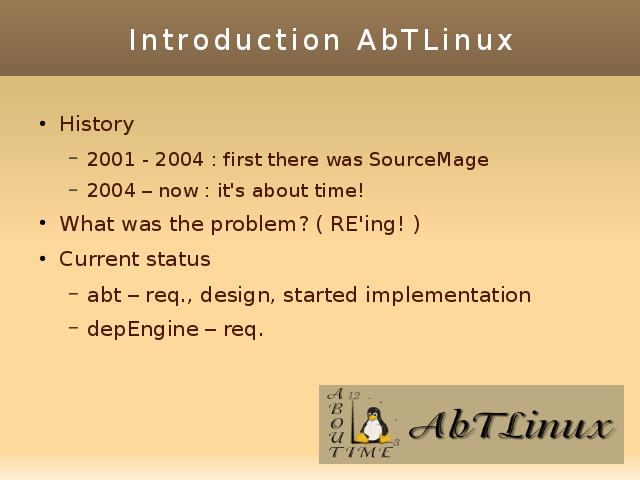 Introduction AbTLinux
• History
– 2001 - 2004 : first there was SourceMage
– 2004 – now : it's about time!
• What was the problem? ( RE'ing! )
• Current status
– abt – req., design, started implementation
– depEngine – req.
ABOUT TIME
12
3
AbTLinux